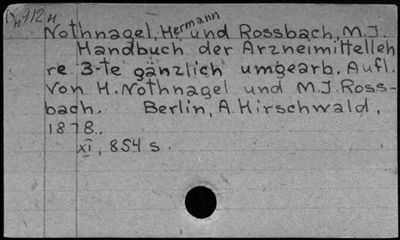 912
Nothnagel, Hermann und Rossbach, M.J.
Handbuch der Arzneimittelleh
re. 3-te gänzlich umgearb. Aufl.
von H. Nothnagel und M.J. Ross-
bach. Berlin, A. Hirschwald,
1878.
XI, 854 s.